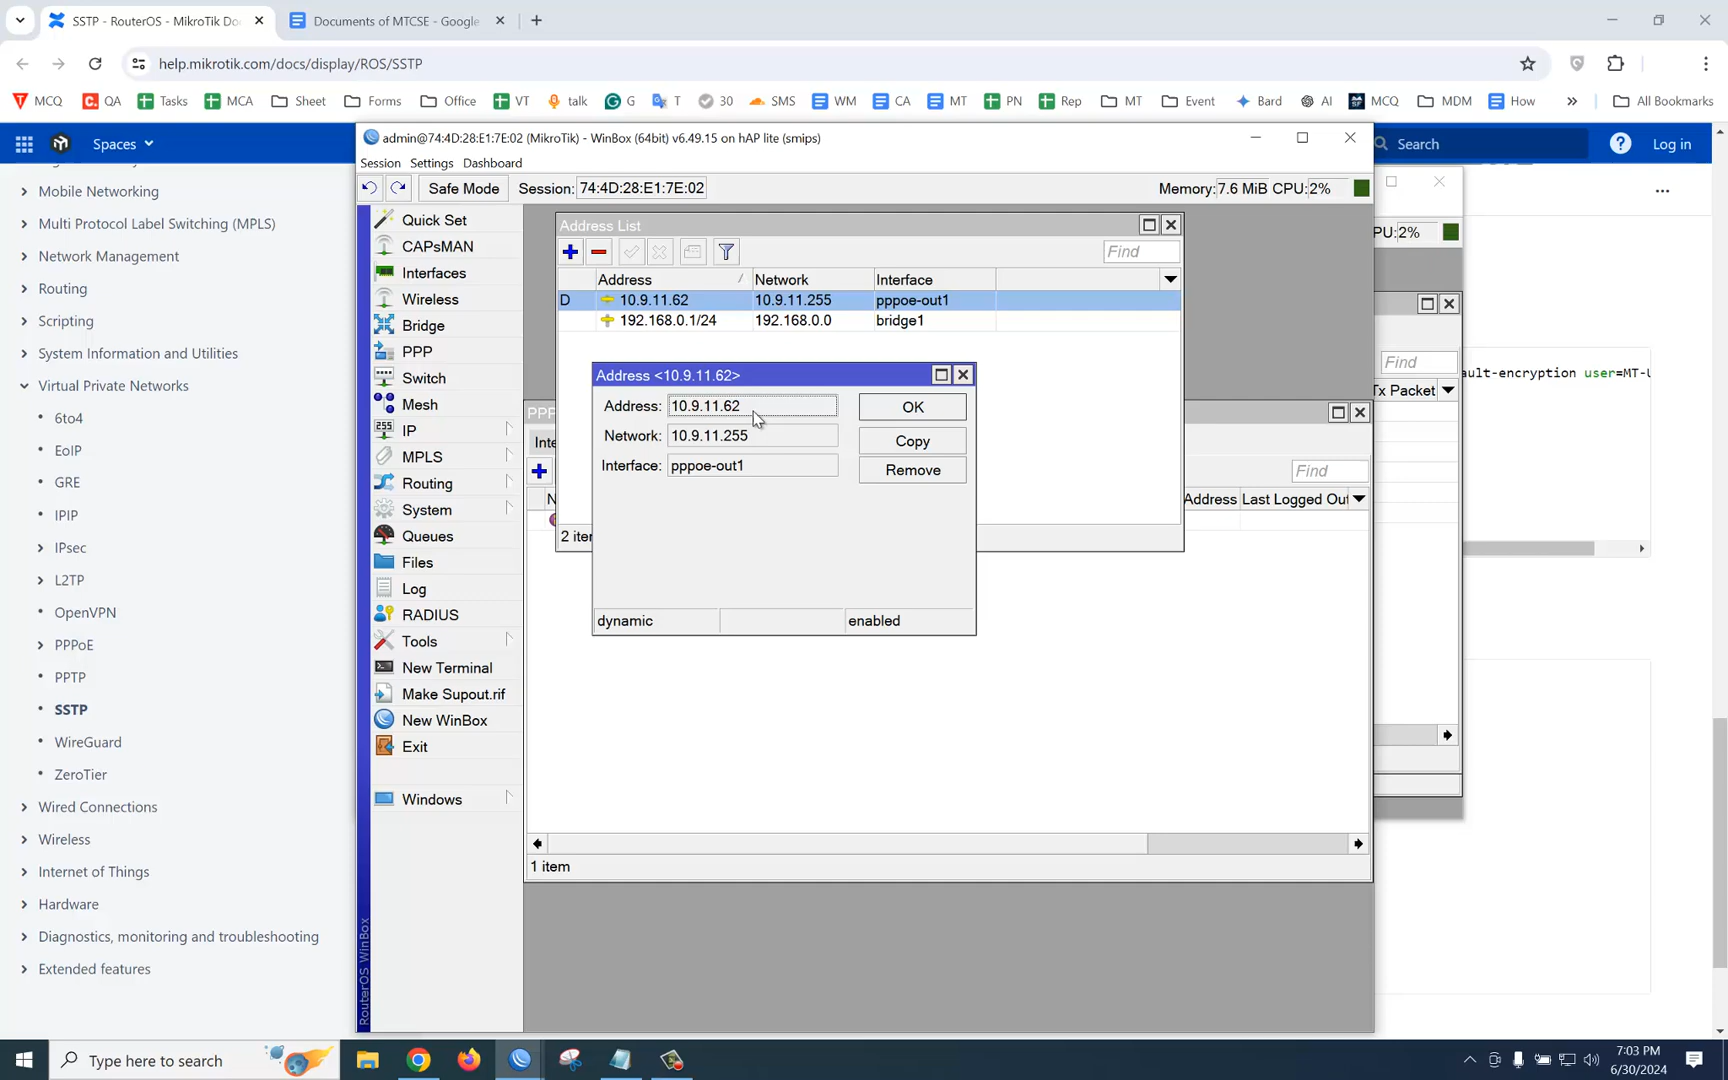 SSTP - RouterOS - MikroTik Do
Documents of MTCSE - Google
help.mikrotik.com/docs/display/ROS/SSTP
MCQ
QA
Tasks
MCA
Sheet
Forms
Office
VT
talk
G
T
30
SMS
WM
CA
MT
PN
Rep
MT
Event
Bard
AI
MCQ
MDM
How
All Bookmarks
Spaces
Search
Log in
Mobile Networking
Multi Protocol Label Switching (MPLS)
Network Management
Routing
Scripting
System Information and Utilities
Virtual Private Networks
6to4
EoIP
GRE
IPIP
IPsec
L2TP
OpenVPN
PPPoE
PPTP
SSTP
WireGuard
ZeroTier
Wired Connections
Wireless
Internet of Things
Hardware
Diagnostics, monitoring and troubleshooting
Extended features
admin@74:4D:28:E1:7E:02 (MikroTik) - WinBox (64bit) v6.49.15 on hAP lite (smips)
Session Settings Dashboard
Safe Mode Session: 74:4D:28:E1:7E:02 Memory: 7.6 MiB CPU: 2%
Quick Set
CAPsMAN
Interfaces
Wireless
Bridge
PPP
Switch
Mesh
IP
MPLS
Routing
System
Queues
Files
Log
RADIUS
Tools
New Terminal
Make Supout.rif
New WinBox
Exit
Windows
RouterOS WinBox
Address List
Find
Address Network Interface
D 10.9.11.62 10.9.11.255 pppoe-out1
192.168.0.1/24 192.168.0.0 bridge1
2 iter
Address <10.9.11.62>
Address: 10.9.11.62 OK
Network: 10.9.11.255 Copy
Interface: pppoe-out1 Remove
dynamic enabled
PPP
Inte
Find
N Address Last Logged Out
1 item
PU: 2%
Find
Tx Packet
ault-encryption user=MT-U
Type here to search
7:03 PM
6/30/2024